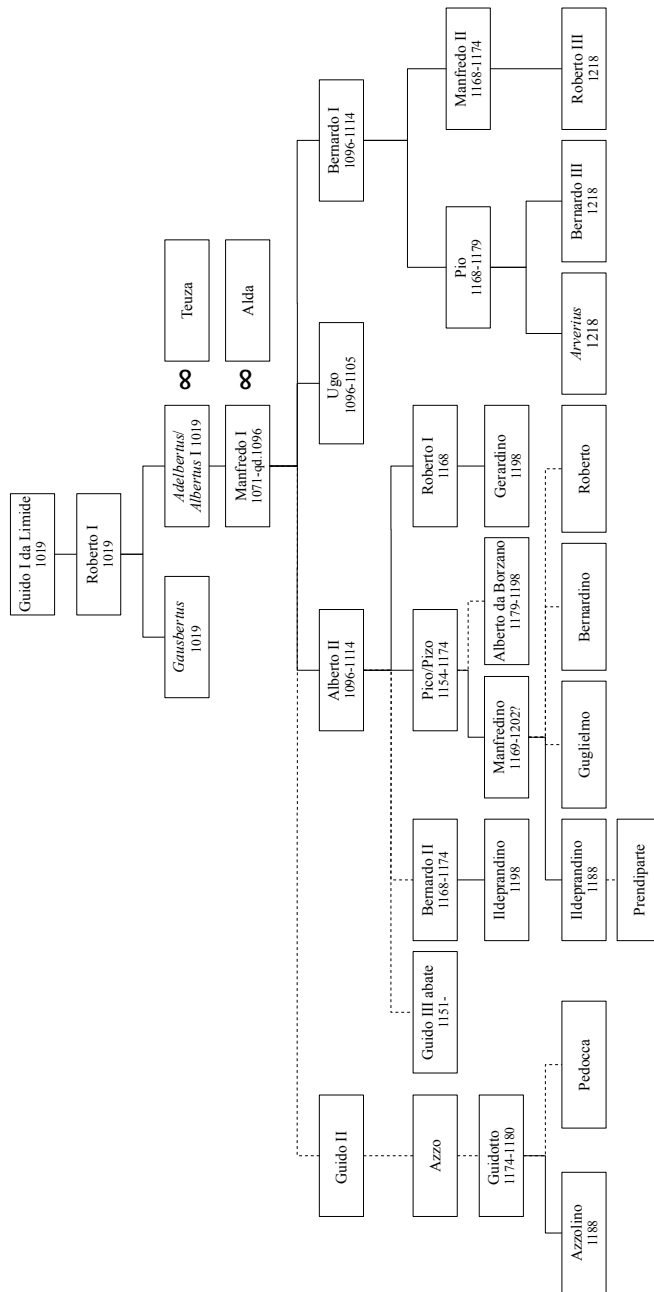 Guido I da Limide
1019
Roberto I
1019
Gausbertus
1019
Adelbertus/
Albertus I 1019
∞
Teuza
Manfredo I
1071-qd.1096
∞
Alda
Guido II
Alberto II
1096-1114
Ugo
1096-1105
Bernardo I
1096-1114
Azzo
Guido III abate
1151-
Bernardo II
1168-1174
Pico/Pizo
1154-1174
Roberto I
1168
Pio
1168-1179
Manfredo II
1168-1174
Guidotto
1174-1180
Ildeprandino
1198
Manfredino
1169-1202?
Alberto da Borzano
1179-1198
Gerardino
1198
Azzolino
1188
Pedocca
Ildeprandino
1188
Guglielmo
Bernardino
Roberto
Arverius
1218
Bernardo III
1218
Roberto III
1218
Prendiparte